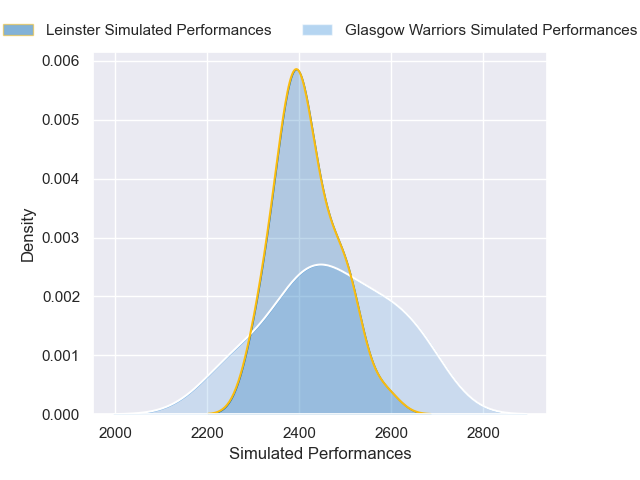 Leinster Simulated Performances
Glasgow Warriors Simulated Performances
0.006
0.005
0.004
0.003
0.002
0.001
0.000
Density
2000 2200 2400 2600 2800
Simulated Performances